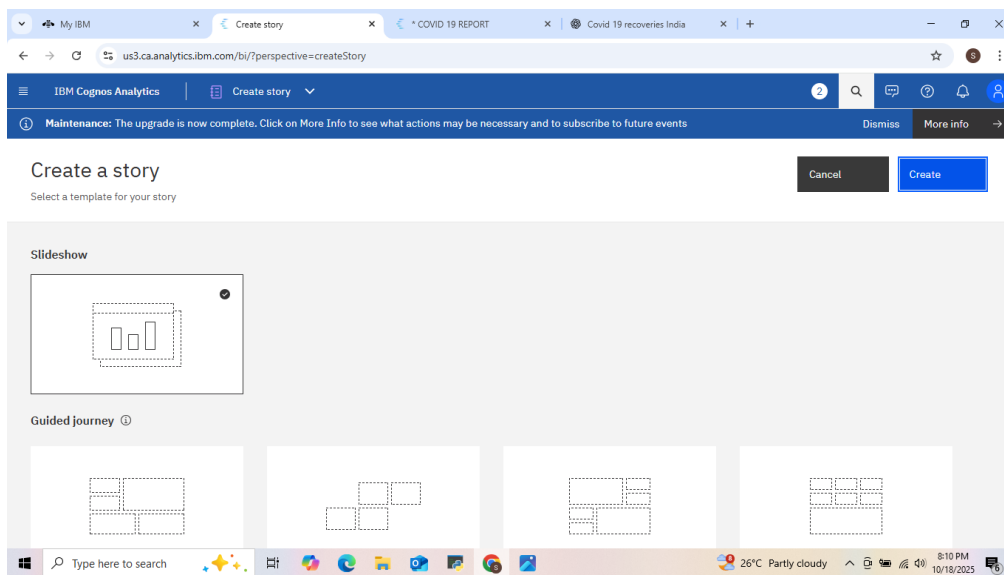 My IBM
Create story
* COVID 19 REPORT
Covid 19 recoveries India
us3.ca.analytics.ibm.com/bi/?perspective=createStory
S
IBM Cognos Analytics
Create story
2
Maintenance: The upgrade is now complete. Click on More Info to see what actions may be necessary and to subscribe to future events
Dismiss
More info
Create a story
Select a template for your story
Cancel
Create
Slideshow
Guided journey
Type here to search
26°C Partly cloudy
8:10 PM
10/18/2025